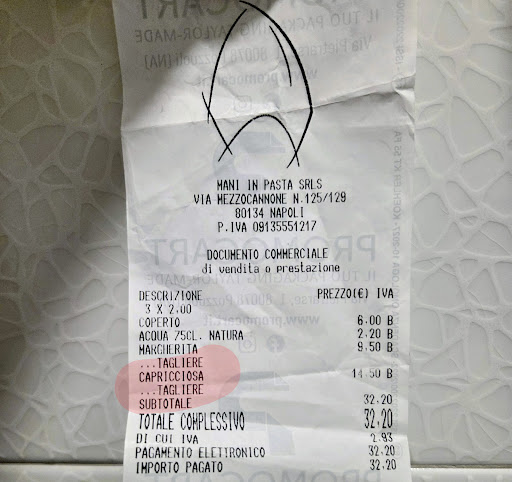 MANI IN PASTA SRLS
VIA MEZZOCANNONE N.125/129
80134 NAPOLI
P.IVA 09135551217
DOCUMENTO COMMERCIALE
di vendita o prestazione
DESCRIZIONE PREZZO(€) IVA
3 X 2.00
COPERTO 6.00 B
ACQUA 75CL. NATURA 2.20 B
MARGHERITA 9.50 B
...TAGLIERE
CAPRICCIOSA 14.50 B
...TAGLIERE
SUBTOTALE 32.20
TOTALE COMPLESSIVO 32,20
DI CUI IVA 2.93
PAGAMENTO ELETTRONICO 32.20
IMPORTO PAGATO 32.20